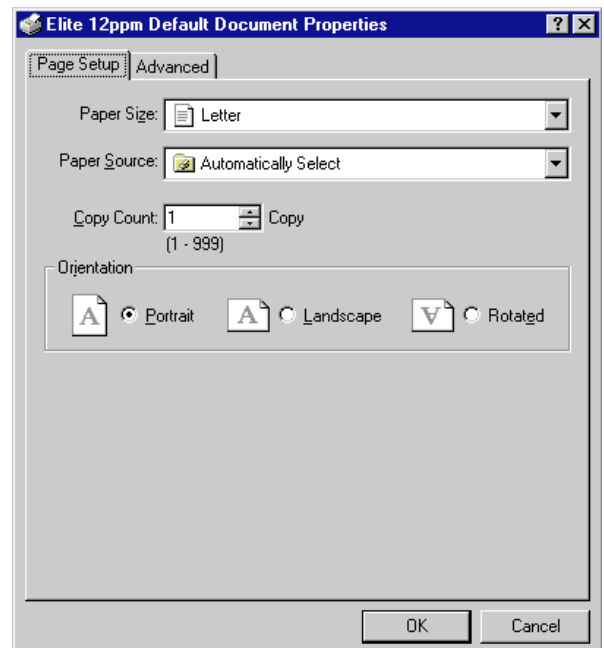 Elite 12ppm Default Document Properties
Page Setup Advanced
Paper Size: Letter
Paper Source: Automatically Select
Copy Count: 1 Copy
(1 - 999)
Orientation
A Portrait A Landscape A Rotated
OK Cancel